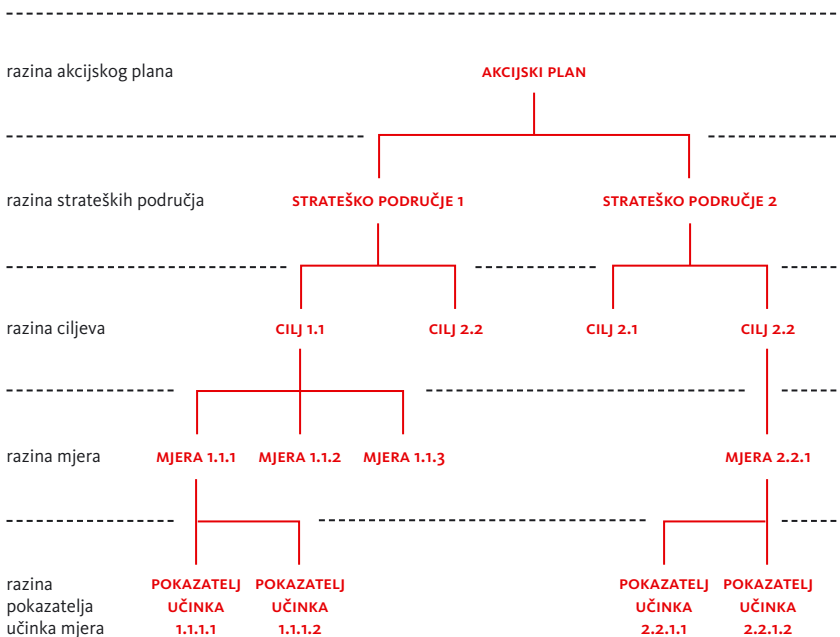 razina akcijskog plana
AKCIJSKI PLAN
razina strateških područja
STRATEŠKO PODRUČJE 1
STRATEŠKO PODRUČJE 2
razina ciljeva
CILJ 1.1
CILJ 2.2
CILJ 2.1
CILJ 2.2
razina mjera
MJERA 1.1.1
MJERA 1.1.2
MJERA 1.1.3
MJERA 2.2.1
razina
pokazatelja
učinka mjera
POKAZATELJ
UČINKA
1.1.1.1
POKAZATELJ
UČINKA
1.1.1.2
POKAZATELJ
UČINKA
2.2.1.1
POKAZATELJ
UČINKA
2.2.1.2